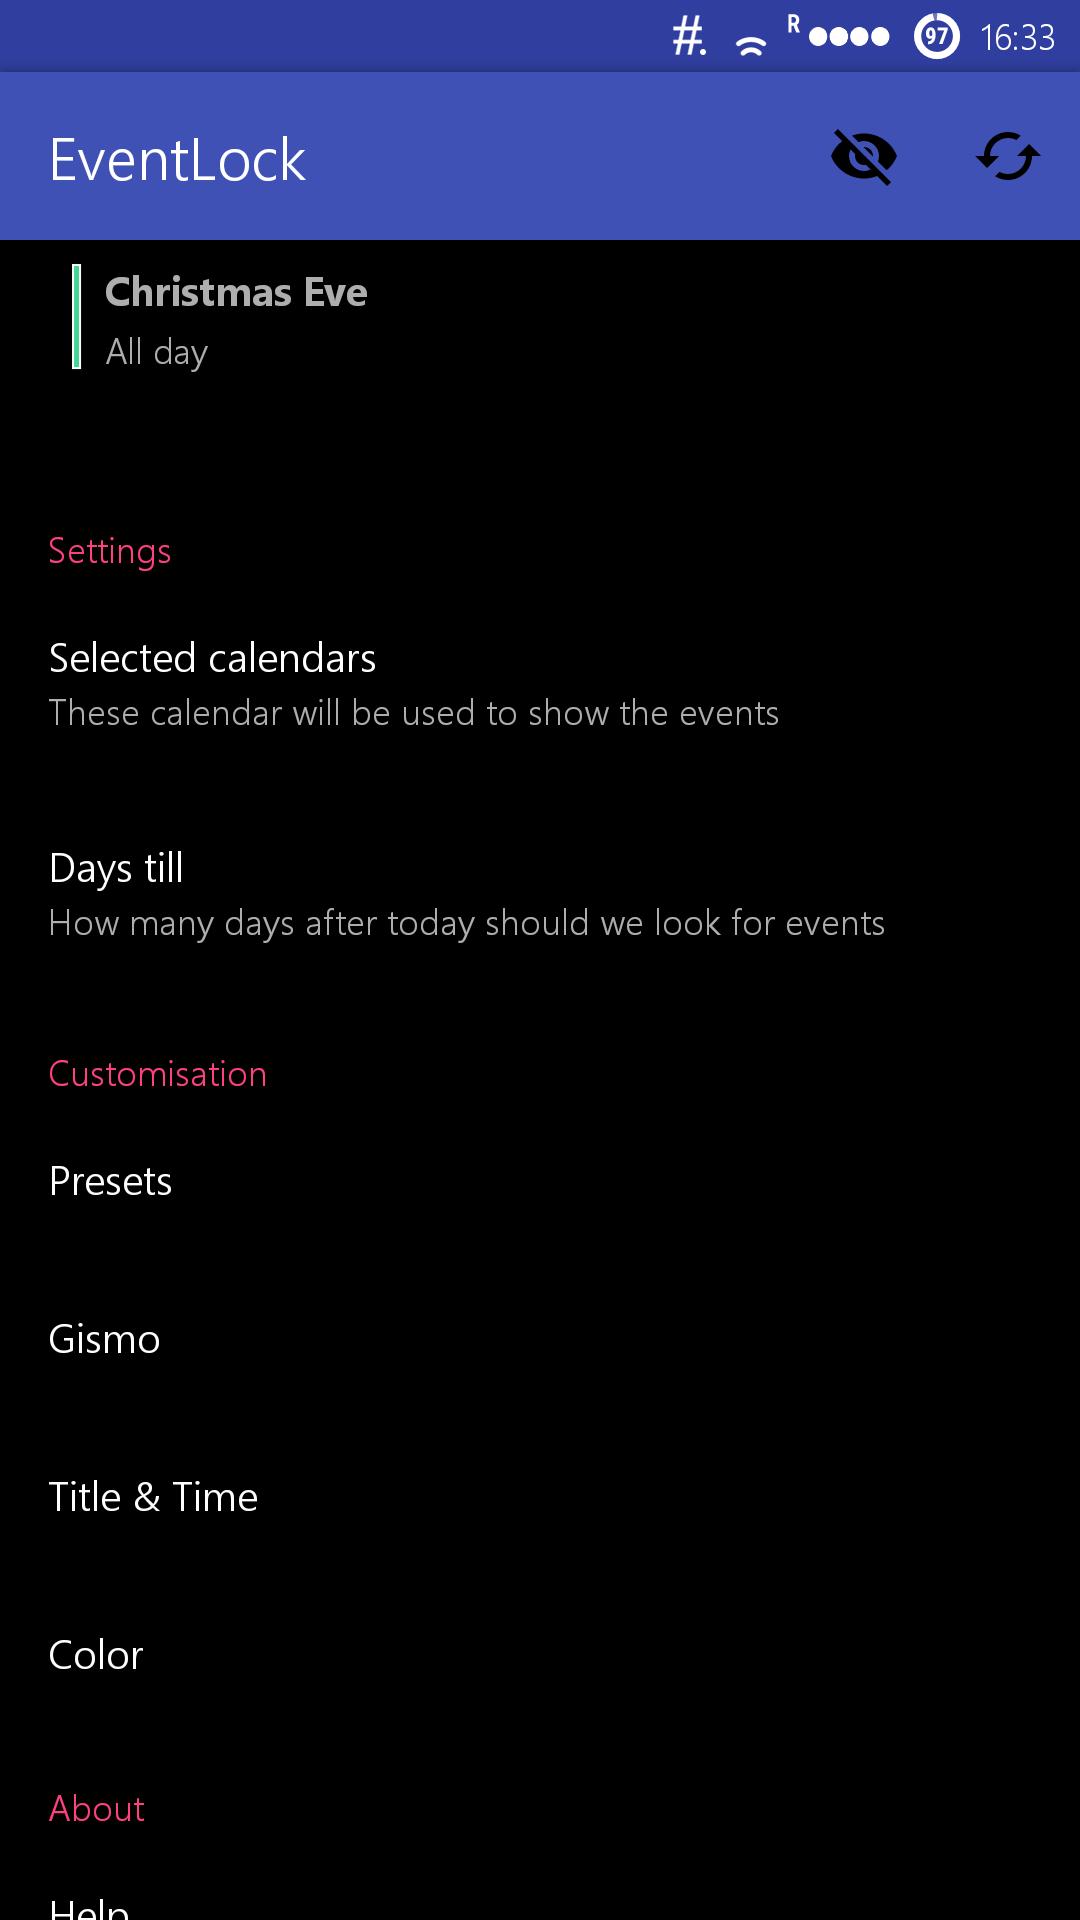 #. R 97 16:33
EventLock
Christmas Eve
All day
Settings
Selected calendars
These calendar will be used to show the events
Days till
How many days after today should we look for events
Customisation
Presets
Gismo
Title & Time
Color
About
Help